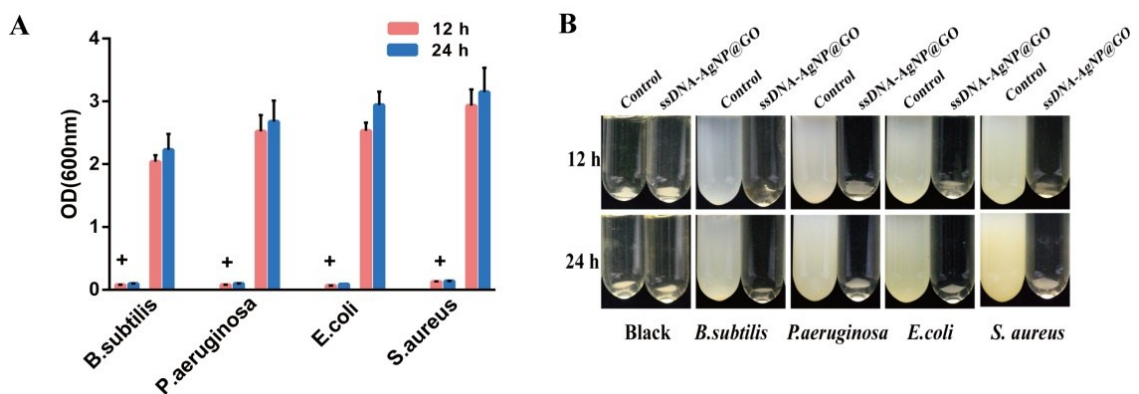 A
OD(600nm)
4
3
2
1
0
12 h
24 h
+
+
+
+
B.subtilis
P.aeruginosa
E.coli
S.aureus
B
Control
ssDNA-AgNP@GO
Control
ssDNA-AgNP@GO
Control
ssDNA-AgNP@GO
Control
ssDNA-AgNP@GO
Control
ssDNA-AgNP@GO
12 h
24 h
Black
B.subtilis
P.aeruginosa
E.coli
S. aureus